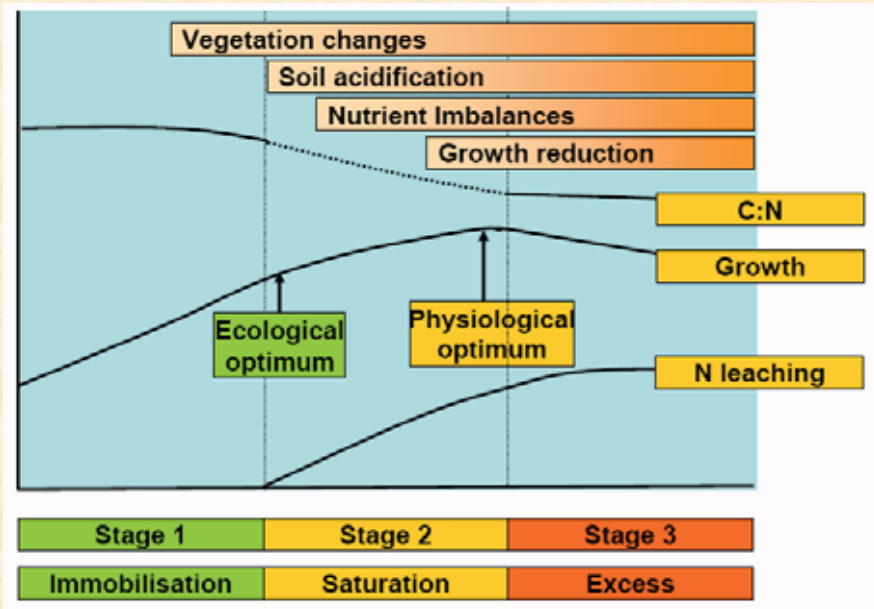 Vegetation changes
Soil acidification
Nutrient Imbalances
Growth reduction
C:N
Growth
Ecological
optimum
Physiological
optimum
N leaching
Stage 1
Stage 2
Stage 3
Immobilisation
Saturation
Excess